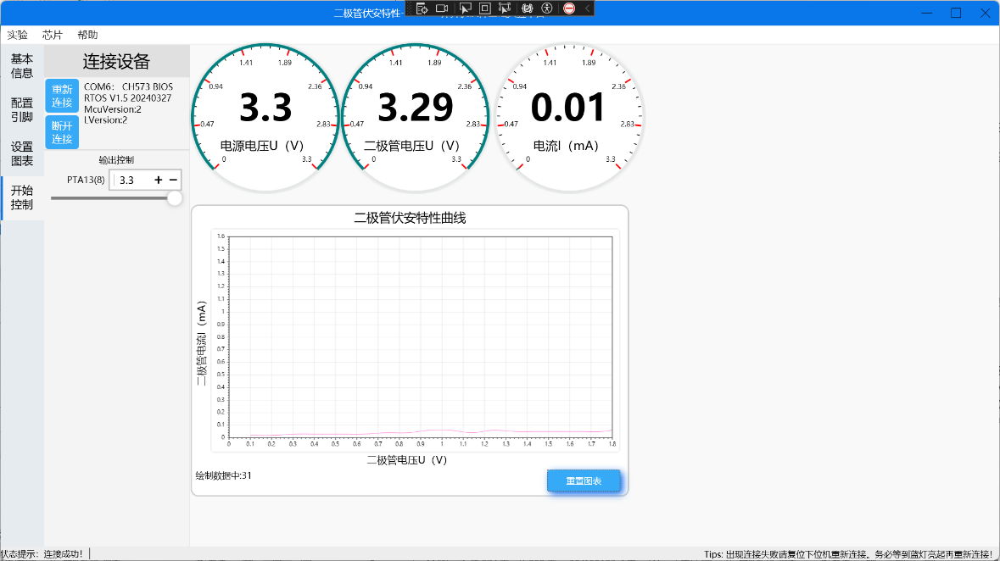 二极管伏安特性-
实验 芯片 帮助
基本
信息
配置
引脚
设置
图表
开始
控制
连接设备
重新
连接
断开
连接
COM6： CH573 BIOS
RTOS V1.5 20240327
McuVersion:2
LVersion:2
输出控制
PTA13(8) 3.3 + −
0 0.47 0.94 1.41 1.89 2.36 2.83 3.3
3.3
电源电压U（V）
0 0.47 0.94 1.41 1.89 2.36 2.83 3.3
3.29
二极管电压U（V）
0 0.47 0.94 1.41 1.89 2.36 2.83 3.3
0.01
电流I（mA）
二极管伏安特性曲线
二极管电流I（mA）
1.6
1.5
1.4
1.3
1.2
1.1
1
0.9
0.8
0.7
0.6
0.5
0.4
0.3
0.2
0.1
0
0 0.1 0.2 0.3 0.4 0.5 0.6 0.7 0.8 0.9 1 1.1 1.2 1.3 1.4 1.5 1.6 1.7 1.8
二极管电压U（V）
绘制数据中:31
重置图表
状态提示：连接成功！
Tips: 出现连接失败请复位下位机重新连接。务必等到蓝灯亮起再重新连接！